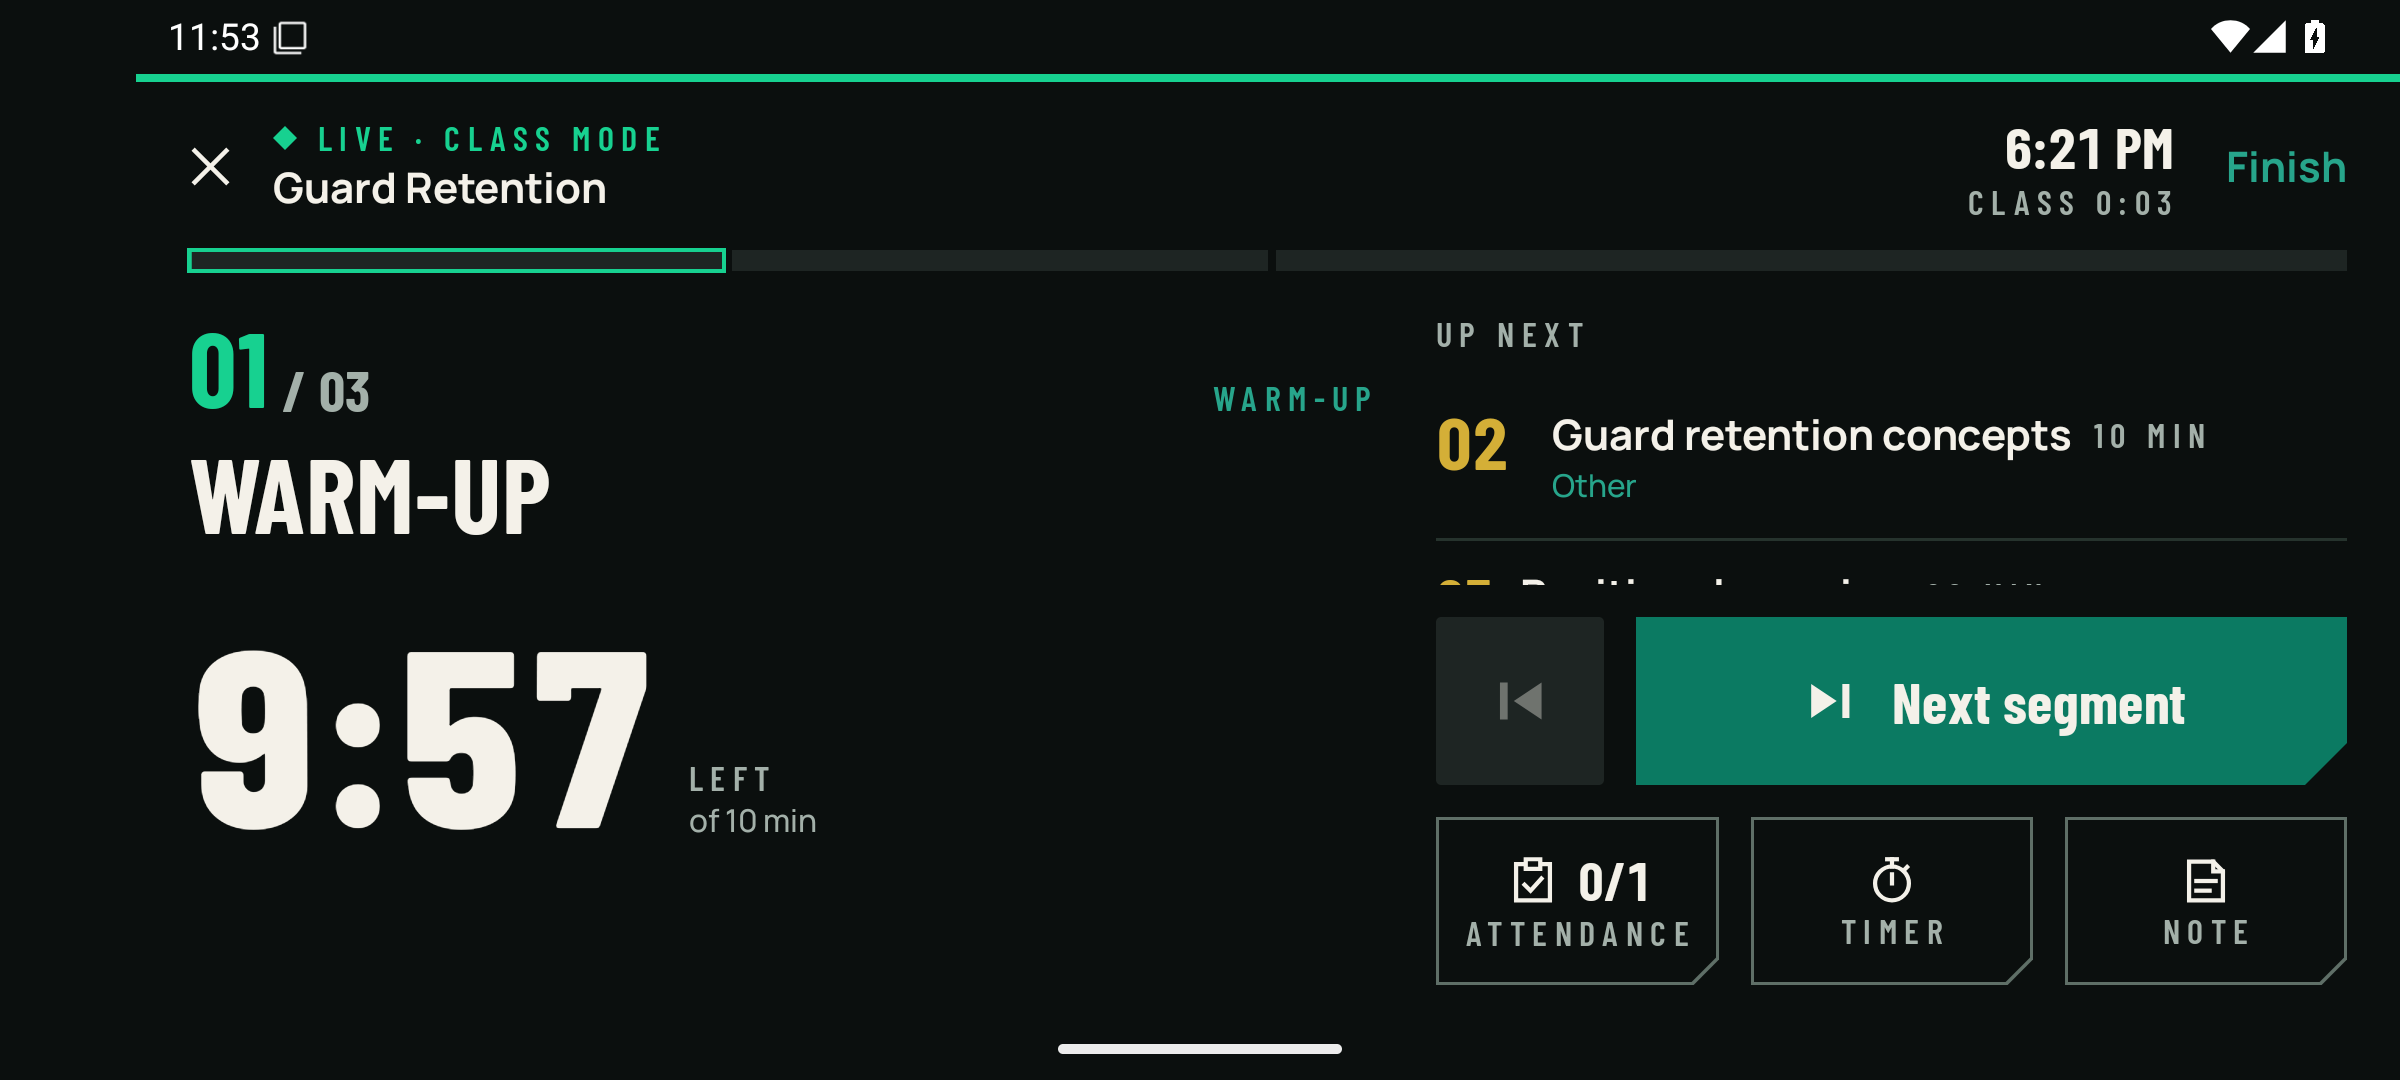 11:53
LIVE · CLASS MODE
Guard Retention
6:21 PM
CLASS 0:03
Finish
01 / 03
WARM-UP
WARM-UP
9:57
LEFT
of 10 min
UP NEXT
02 Guard retention concepts 10 MIN
Other
Next segment
0/1
ATTENDANCE
TIMER
NOTE